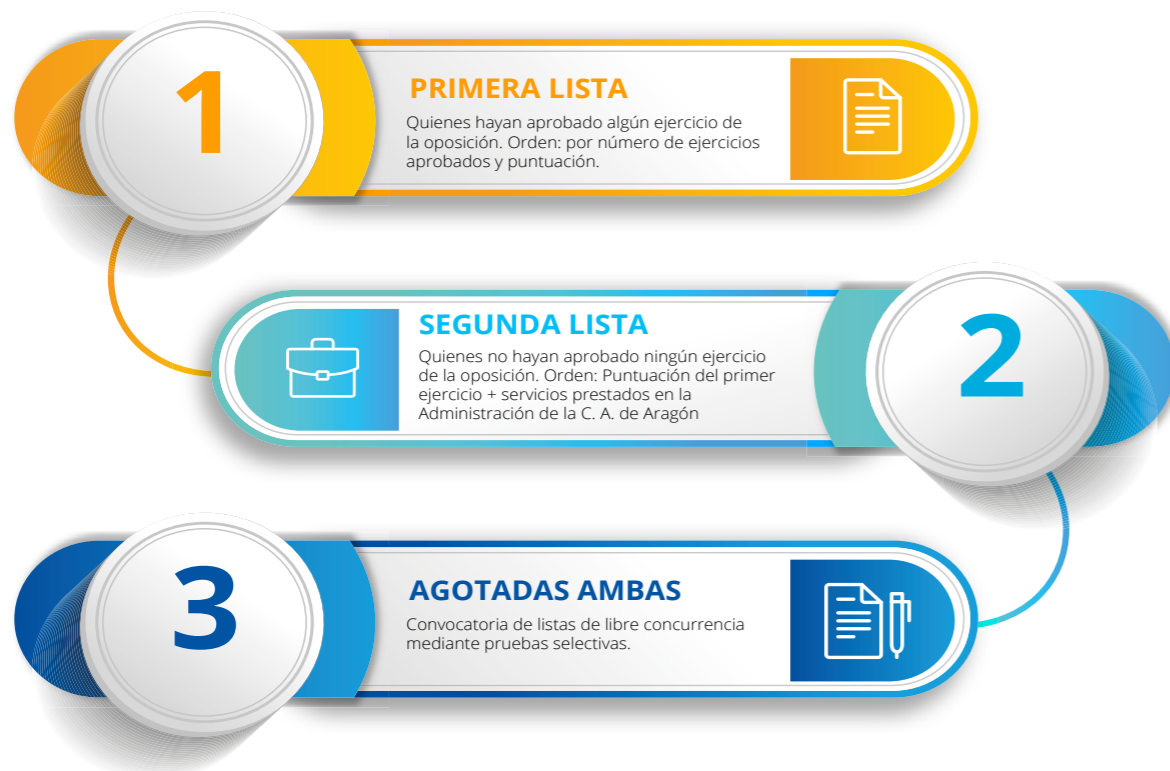 1
PRIMERA LISTA
Quienes hayan aprobado algún ejercicio de
la oposición. Orden: por número de ejercicios
aprobados y puntuación.
SEGUNDA LISTA
Quienes no hayan aprobado ningún ejercicio
de la oposición. Orden: Puntuación del primer
ejercicio + servicios prestados en la
Administración de la C. A. de Aragón
2
3
AGOTADAS AMBAS
Convocatoria de listas de libre concurrencia
mediante pruebas selectivas.